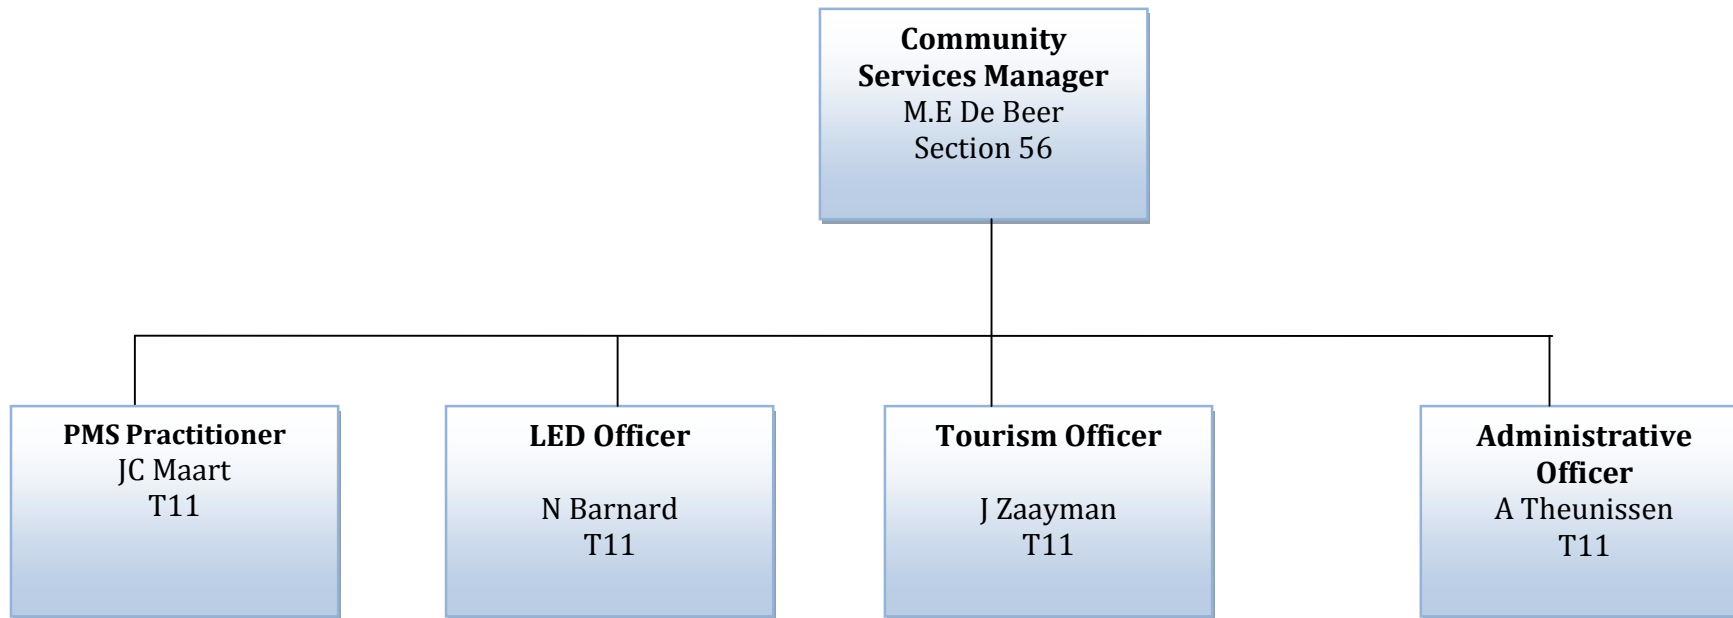 Community
Services Manager
M.E De Beer
Section 56
PMS Practitioner
JC Maart
T11
LED Officer
N Barnard
T11
Tourism Officer
J Zaayman
T11
Administrative
Officer
A Theunissen
T11